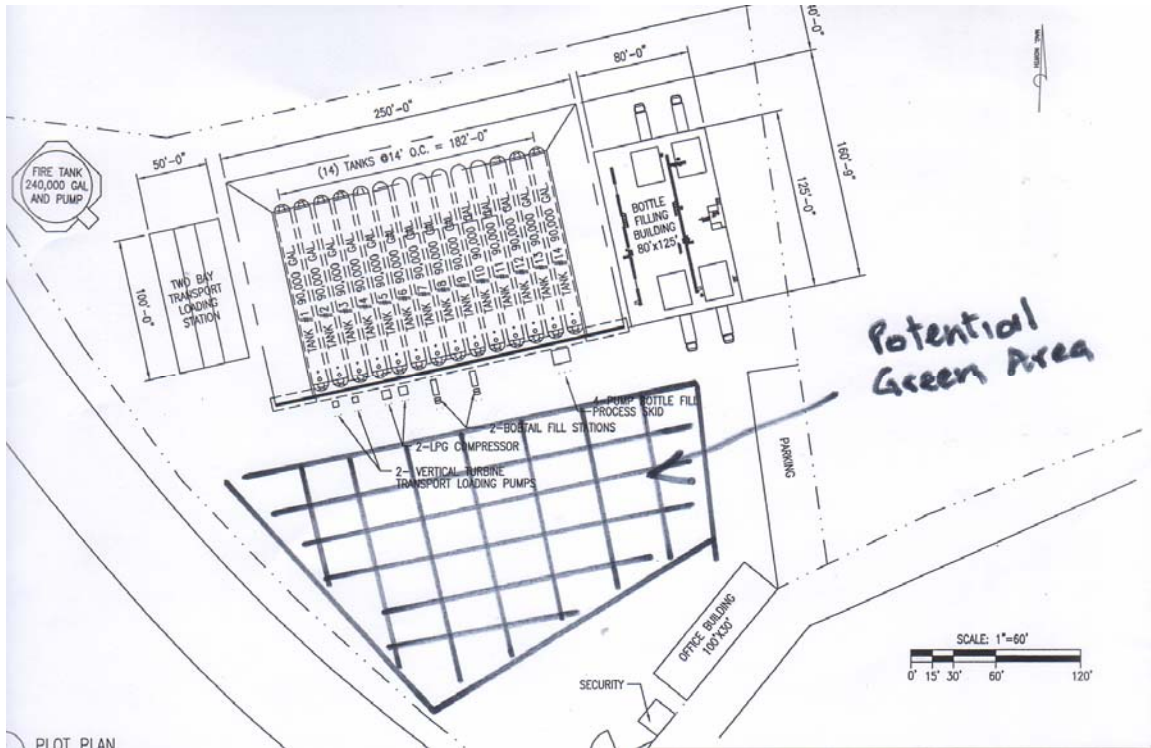 40'-0"
80'-0"
250'-0"
50'-0"
(14) TANKS @14' O.C. = 182'-0"
FIRE TANK
240,000 GAL
AND PUMP
160'-9"
125'-0"
BOTTLE
FILLING
BUILDING
80'x125'
TWO BAY
TRANSPORT
LOADING
STATION
100'-0"
TANK #1 90,000 GAL
TANK #2 90,000 GAL
TANK #3 90,000 GAL
TANK #4 90,000 GAL
TANK #5 90,000 GAL
TANK #6 90,000 GAL
TANK #7 90,000 GAL
TANK #8 90,000 GAL
TANK #9 90,000 GAL
TANK #10 90,000 GAL
TANK #11 90,000 GAL
TANK #12 90,000 GAL
TANK #13 90,000 GAL
TANK #14 90,000 GAL
Potential
Green Area
4-PUMP BOTTLE FILL
PROCESS SKID
2-BOBTAIL FILL STATIONS
2-LPG COMPRESSOR
2- VERTICAL TURBINE
TRANSPORT LOADING PUMPS
PARKING
OFFICE BUILDING
100'X30'
SECURITY
SCALE: 1"=60'
0' 15' 30' 60' 120'
PLOT PLAN